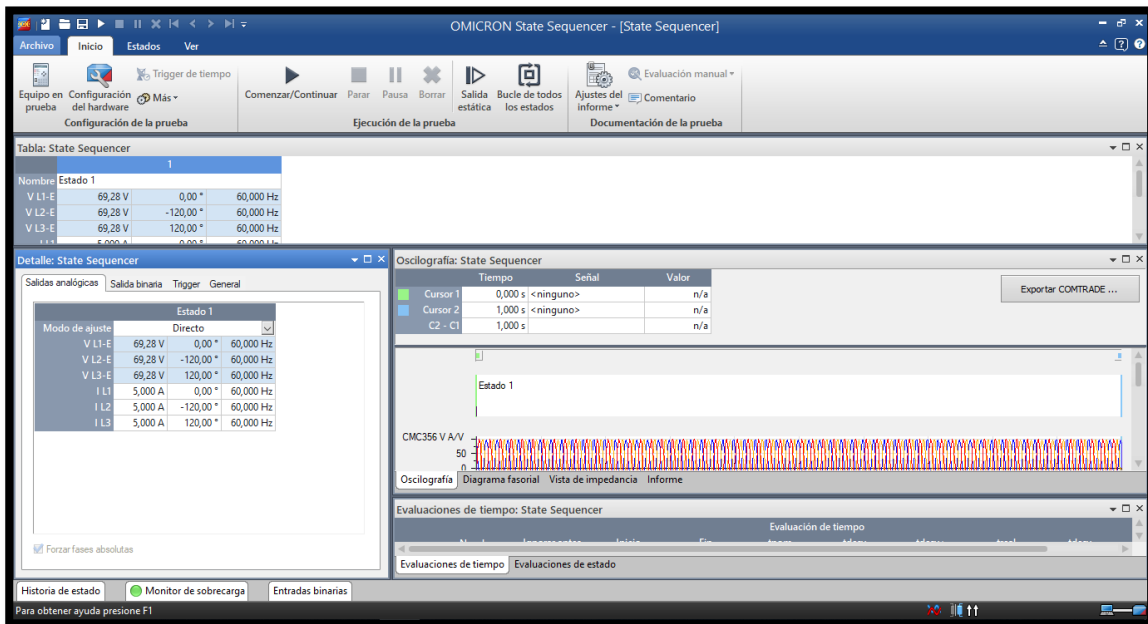 OMICRON State Sequencer - [State Sequencer]
Archivo Inicio Estados Ver
Equipo en prueba
Configuración del hardware
Trigger de tiempo
Más
Configuración de la prueba
Comenzar/Continuar Parar Pausa Borrar
Salida estática
Bucle de todos los estados
Ejecución de la prueba
Ajustes del informe
Evaluación manual
Comentario
Documentación de la prueba
Tabla: State Sequencer
1
Nombre Estado 1
V L1-E 69,28 V 0,00 ° 60,000 Hz
V L2-E 69,28 V -120,00 ° 60,000 Hz
V L3-E 69,28 V 120,00 ° 60,000 Hz
I L1 5,000 A 0,00 ° 60,000 Hz
Detalle: State Sequencer
Salidas analógicas Salida binaria Trigger General
Estado 1
Modo de ajuste Directo
V L1-E 69,28 V 0,00 ° 60,000 Hz
V L2-E 69,28 V -120,00 ° 60,000 Hz
V L3-E 69,28 V 120,00 ° 60,000 Hz
I L1 5,000 A 0,00 ° 60,000 Hz
I L2 5,000 A -120,00 ° 60,000 Hz
I L3 5,000 A 120,00 ° 60,000 Hz
Forzar fases absolutas
Oscilografía: State Sequencer
Tiempo Señal Valor
Cursor 1 0,000 s <ninguno> n/a
Cursor 2 1,000 s <ninguno> n/a
C2 - C1 1,000 s n/a
Exportar COMTRADE ...
Estado 1
CMC356 V A/V
50
0
Oscilografía Diagrama fasorial Vista de impedancia Informe
Evaluaciones de tiempo: State Sequencer
Evaluación de tiempo
Evaluaciones de tiempo Evaluaciones de estado
Historia de estado Monitor de sobrecarga Entradas binarias
Para obtener ayuda presione F1